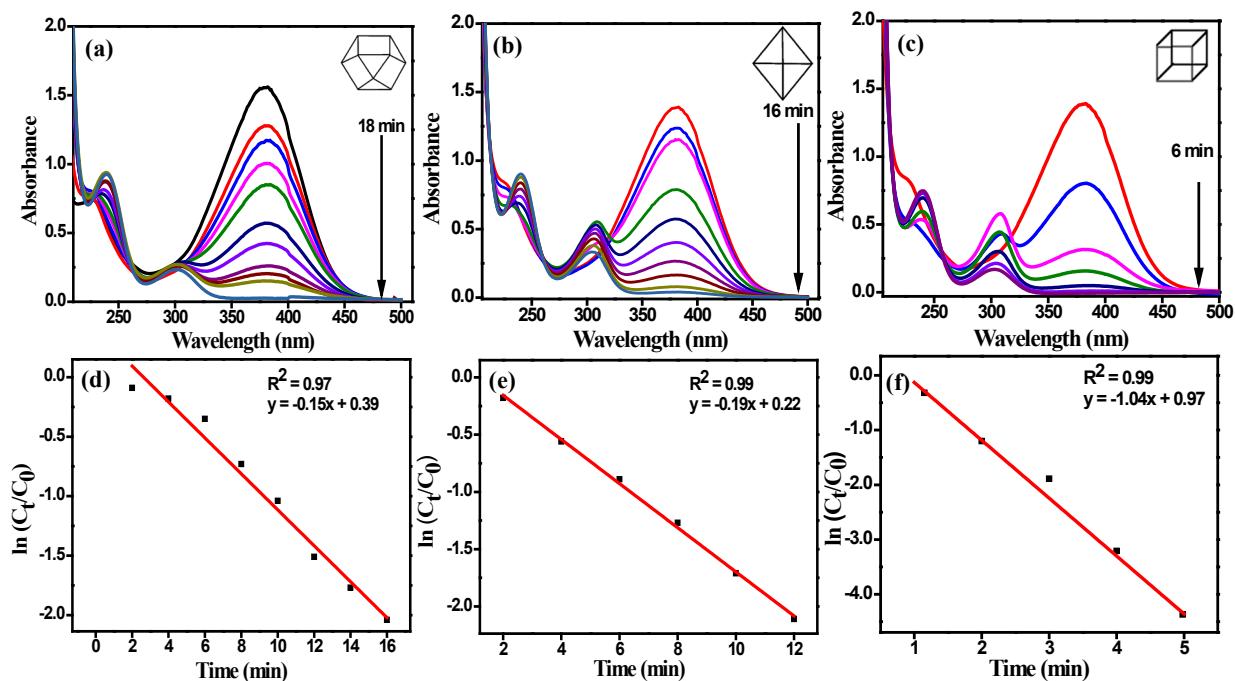 (a)
18 min
Absorbance
2.0
1.5
1.0
0.5
0.0
250 300 350 400 450 500
Wavelength (nm)
(b)
16 min
Absorbance
2.0
1.5
1.0
0.5
0.0
250 300 350 400 450 500
Wavelength (nm)
(c)
6 min
Absorbance
2.0
1.5
1.0
0.5
0.0
250 300 350 400 450 500
Wavelength (nm)
(d)
R² = 0.97
y = -0.15x + 0.39
ln (Cₜ/C₀)
0.0
-0.5
-1.0
-1.5
-2.0
0 2 4 6 8 10 12 14 16
Time (min)
(e)
R² = 0.99
y = -0.19x + 0.22
ln (Cₜ/C₀)
0.0
-0.5
-1.0
-1.5
-2.0
2 4 6 8 10 12
Time (min)
(f)
R² = 0.99
y = -1.04x + 0.97
ln (Cₜ/C₀)
0.0
-1.0
-2.0
-3.0
-4.0
1 2 3 4 5
Time (min)